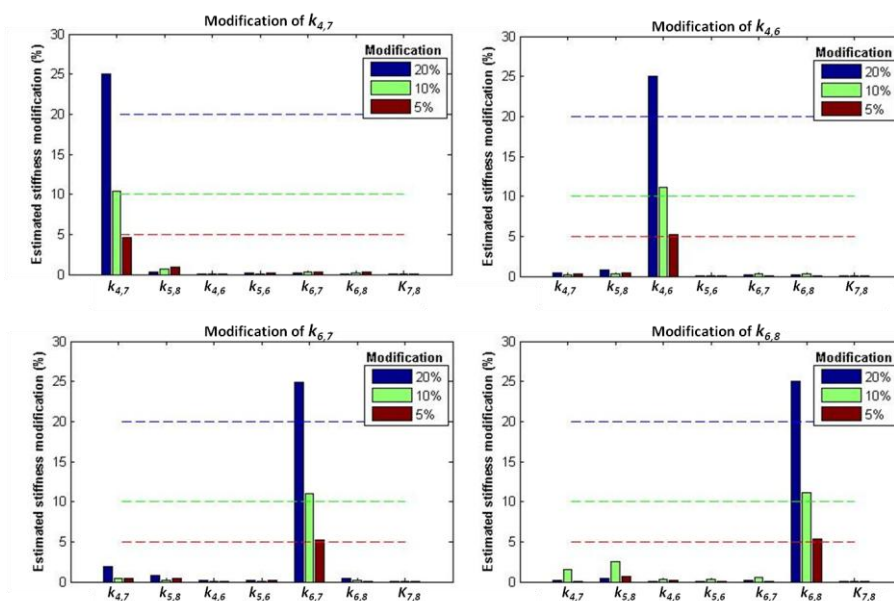 Modification of k4,7
Estimated stiffness modification (%)
30
25
20
15
10
5
0
Modification
20%
10%
5%
k4,7 k5,8 k4,6 k5,6 k6,7 k6,8 K7,8
Modification of k4,6
Estimated stiffness modification (%)
30
25
20
15
10
5
0
Modification
20%
10%
5%
k4,7 k5,8 k4,6 k5,6 k6,7 k6,8 K7,8
Modification of k6,7
Estimated stiffness modification (%)
30
25
20
15
10
5
0
Modification
20%
10%
5%
k4,7 k5,8 k4,6 k5,6 k6,7 k6,8 K7,8
Modification of k6,8
Estimated stiffness modification (%)
30
25
20
15
10
5
0
Modification
20%
10%
5%
k4,7 k5,8 k4,6 k5,6 k6,7 k6,8 K7,8